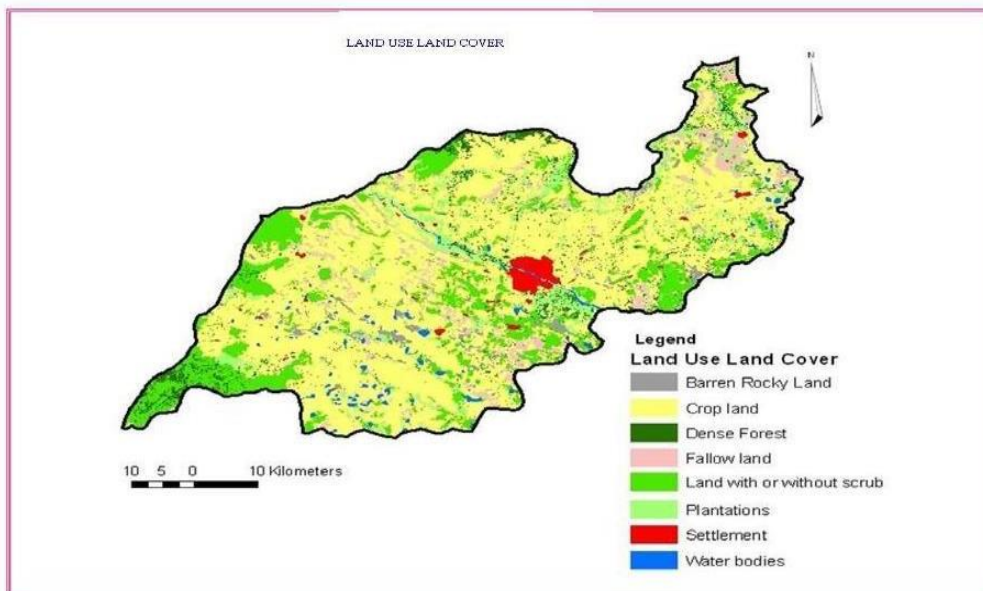 LAND USE LAND COVER
N
Legend
Land Use Land Cover
Barren Rocky Land
Crop land
Dense Forest
Fallow land
Land with or without scrub
Plantations
Settlement
Water bodies
10 5 0 10 Kilometers